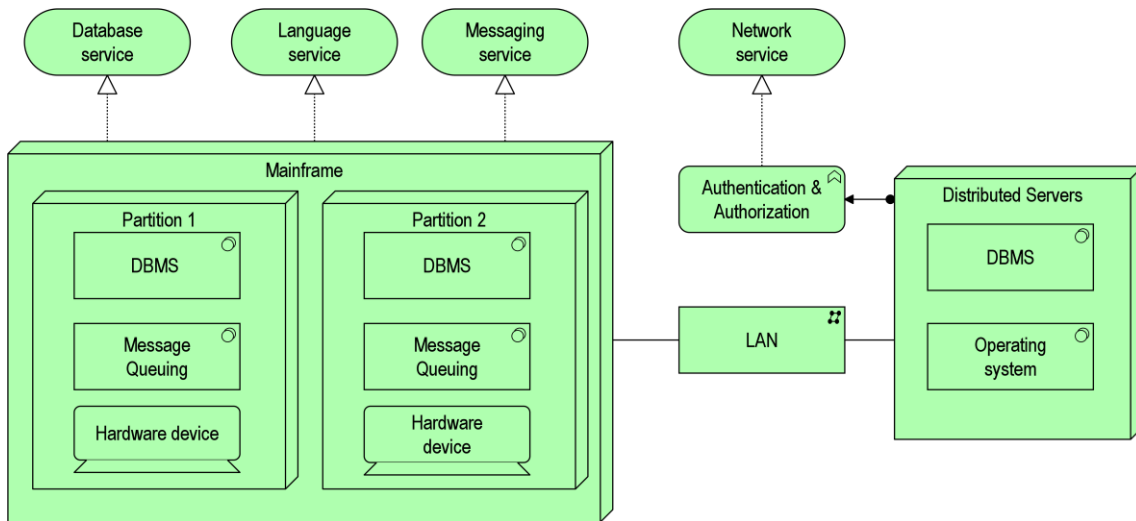 Database
service
Language
service
Messaging
service
Network
service
Mainframe
Partition 1
DBMS
Message
Queuing
Hardware device
Partition 2
DBMS
Message
Queuing
Hardware
device
Authentication &
Authorization
LAN
Distributed Servers
DBMS
Operating
system